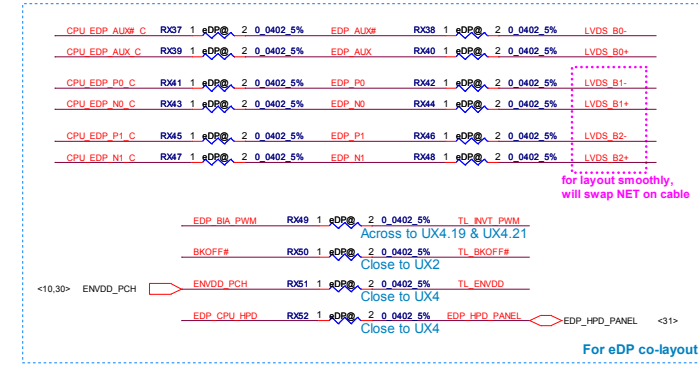 CPU_EDP_AUX#_C RX37 1 eDP@ 2 0_0402_5% EDP_AUX# RX38 1 eDP@ 2 0_0402_5% LVDS_B0-
CPU_EDP_AUX_C RX39 1 eDP@ 2 0_0402_5% EDP_AUX RX40 1 eDP@ 2 0_0402_5% LVDS_B0+
CPU_EDP_P0_C RX41 1 eDP@ 2 0_0402_5% EDP_P0 RX42 1 eDP@ 2 0_0402_5% LVDS_B1-
CPU_EDP_N0_C RX43 1 eDP@ 2 0_0402_5% EDP_N0 RX44 1 eDP@ 2 0_0402_5% LVDS_B1+
CPU_EDP_P1_C RX45 1 eDP@ 2 0_0402_5% EDP_P1 RX46 1 eDP@ 2 0_0402_5% LVDS_B2-
CPU_EDP_N1_C RX47 1 eDP@ 2 0_0402_5% EDP_N1 RX48 1 eDP@ 2 0_0402_5% LVDS_B2+
for layout smoothly,
will swap NET on cable
EDP_BIA_PWM RX49 1 eDP@ 2 0_0402_5% TL_INVT_PWM
Across to UX4.19 & UX4.21
BKOFF# RX50 1 eDP@ 2 0_0402_5% TL_BKOFF#
Close to UX2
<10,30> ENVDD_PCH ENVDD_PCH RX51 1 eDP@ 2 0_0402_5% TL_ENVDD
Close to UX4
EDP_CPU_HPD RX52 1 eDP@ 2 0_0402_5% EDP_HPD_PANEL EDP_HPD_PANEL <31>
Close to UX4
For eDP co-layout